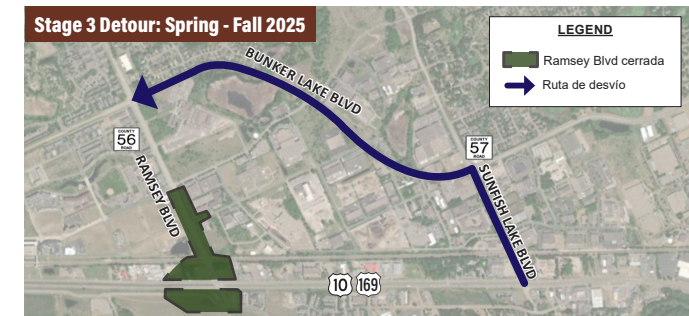 Stage 3 Detour: Spring - Fall 2025
LEGEND
Ramsey Blvd cerrada
Ruta de desvío
BUNKER LAKE BLVD
COUNTY
56
ROAD
COUNTY
57
ROAD
RAMSEY BLVD
SUNFISH LAKE BLVD
10 169